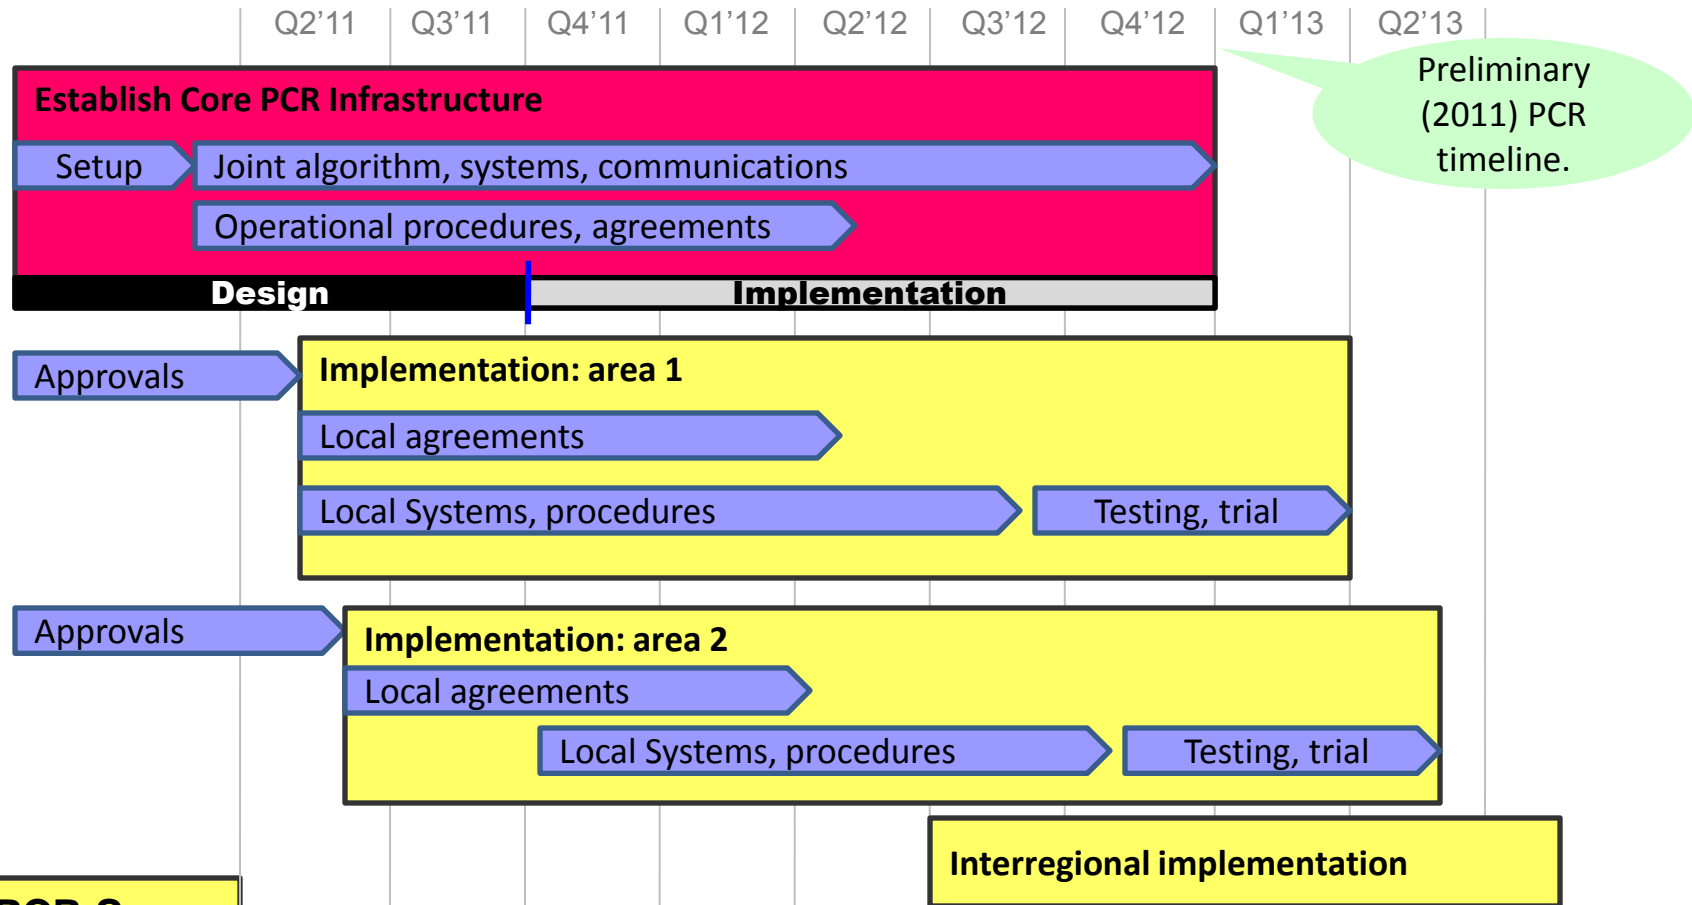 Q2’11 Q3’11 Q4’11 Q1’12 Q2’12 Q3’12 Q4’12 Q1’13 Q2’13
Preliminary
(2011) PCR
timeline.
Establish Core PCR Infrastructure
Setup
Joint algorithm, systems, communications
Operational procedures, agreements
Design
Implementation
Approvals
Implementation: area 1
Local agreements
Local Systems, procedures
Testing, trial
Approvals
Implementation: area 2
Local agreements
Local Systems, procedures
Testing, trial
Interregional implementation